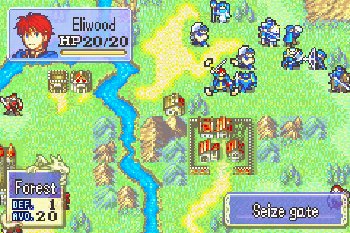 Eliwood
HP20/20
Forest
DEF. 1
AVO. 20
Seize gate